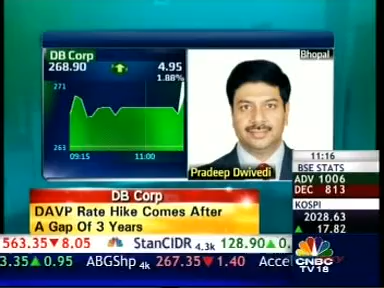 DB Corp
268.90 4.95
1.88%
271
263
09:15 11:00
Bhopal
Pradeep Dwivedi
DB Corp
DAVP Rate Hike Comes After
A Gap Of 3 Years
11:16
BSE STATS
ADV 1006
DEC 813
KOSPI
2028.63
17.82
563.35 8.05 StanCIDR 4.3k 128.90 0.
3.35 0.95 ABGShp 4k 267.35 1.40 Accel
CNBC
TV18